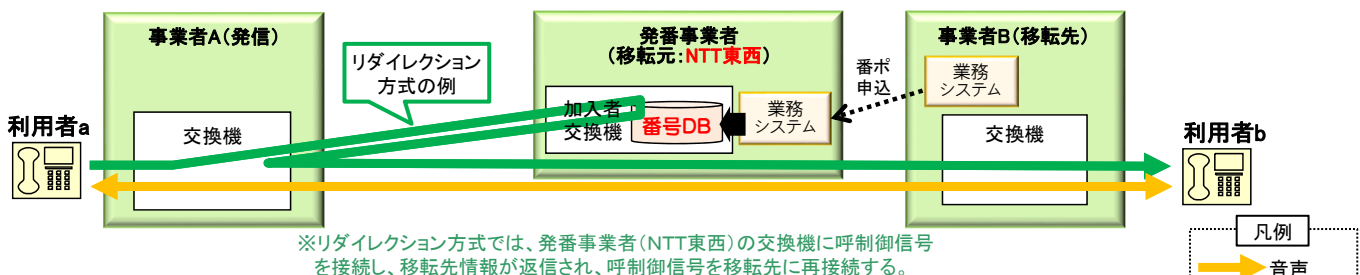 事業者A(発信)
発番事業者
(移転元:NTT東西)
事業者B(移転先)
リダイレクション
方式の例
番ポ
申込
業務
システム
加入者
交換機
番号DB
業務
システム
交換機
交換機
利用者a
利用者b
※リダイレクション方式では、発番事業者(NTT東西)の交換機に呼制御信号
を接続し、移転先情報が返信され、呼制御信号を移転先に再接続する。
凡例
音声